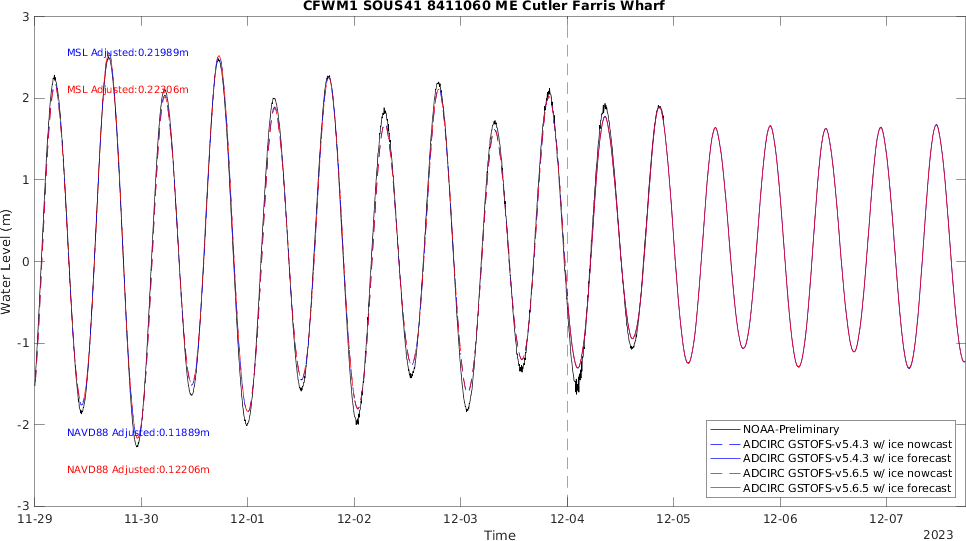 CFWM1 SOUS41 8411060 ME Cutler Farris Wharf
3
2
1
0
-1
-2
-3
Water Level (m)
MSL Adjusted:0.21989m
MSL Adjusted:0.22306m
NAVD88 Adjusted:0.11889m
NAVD88 Adjusted:0.12206m
NOAA-Preliminary
ADCIRC GSTOFS-v5.4.3 w/ ice nowcast
ADCIRC GSTOFS-v5.4.3 w/ ice forecast
ADCIRC GSTOFS-v5.6.5 w/ ice nowcast
ADCIRC GSTOFS-v5.6.5 w/ ice forecast
11-29 11-30 12-01 12-02 12-03 12-04 12-05 12-06 12-07
Time
2023